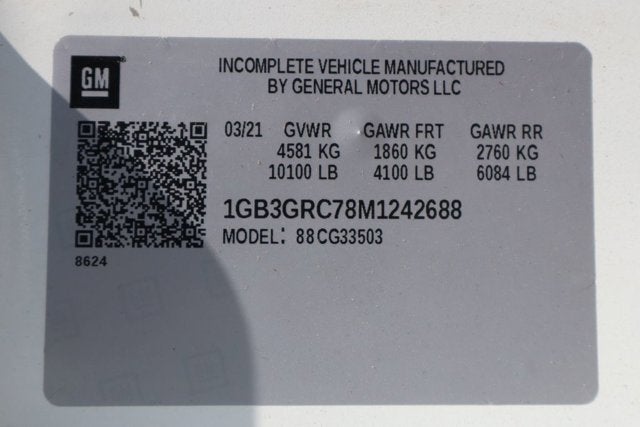 GM
INCOMPLETE VEHICLE MANUFACTURED
BY GENERAL MOTORS LLC
03/21 GVWR GAWR FRT GAWR RR
4581 KG 1860 KG 2760 KG
10100 LB 4100 LB 6084 LB
1GB3GRC78M1242688
MODEL: 88CG33503
8624